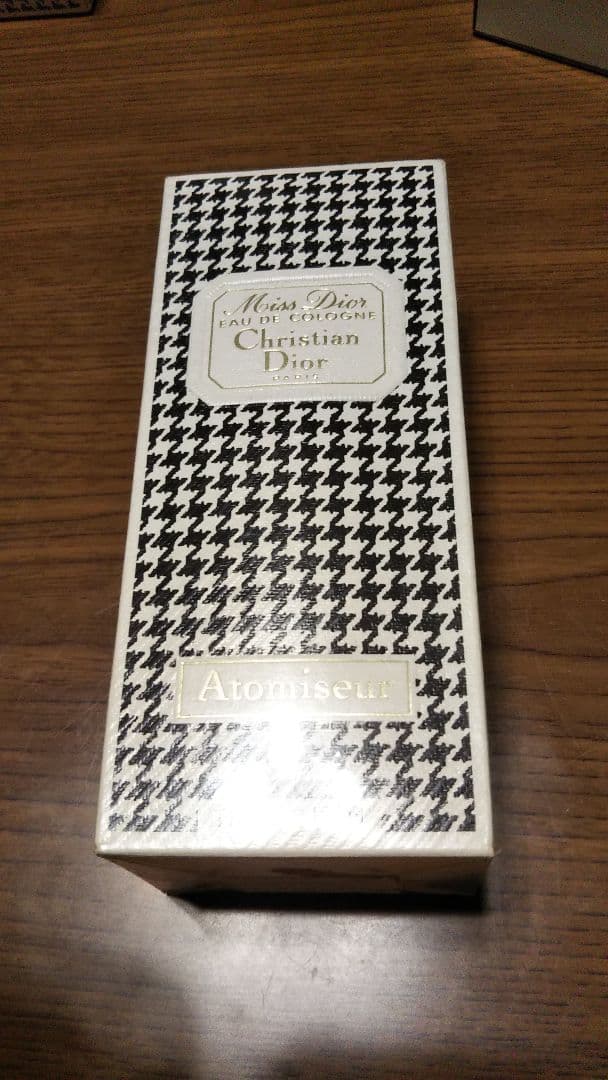 Miss Dior
EAU DE COLOGNE
Christian
Dior
PARIS
Atomiseur